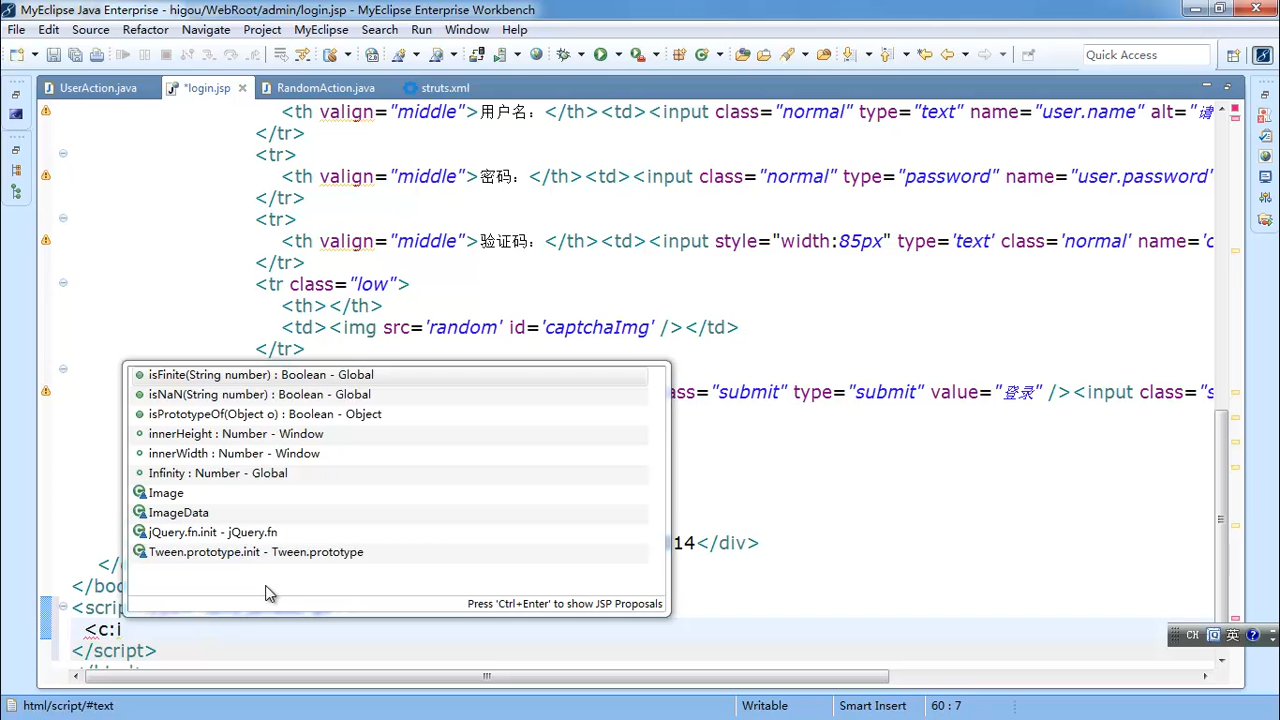 MyEclipse Java Enterprise - higou/WebRoot/admin/login.jsp - MyEclipse Enterprise Workbench
File Edit Source Refactor Navigate Project MyEclipse Search Run Window Help
Quick Access
UserAction.java *login.jsp RandomAction.java struts.xml
<th valign="middle">用户名：</th><td><input class="normal" type="text" name="user.name" alt="请
</tr>
<tr>
<th valign="middle">密码：</th><td><input class="normal" type="password" name="user.password"
</tr>
<tr>
<th valign="middle">验证码：</th><td><input style="width:85px" type='text' class='normal' name='c
</tr>
<tr class="low">
<th></th>
<td><img src='random' id='captchaImg' /></td>
</tr>
isFinite(String number) : Boolean - Global
ass="submit" type="submit" value="登录" /><input class="s
isNaN(String number) : Boolean - Global
isPrototypeOf(Object o) : Boolean - Object
innerHeight : Number - Window
innerWidth : Number - Window
Infinity : Number - Global
Image
ImageData
jQuery.fn.init - jQuery.fn
14</div>
Tween.prototype.init - Tween.prototype
</
</boo
Press 'Ctrl+Enter' to show JSP Proposals
<scrip
<c:i
CH 英
</script>
html/script/#text Writable Smart Insert 60 : 7